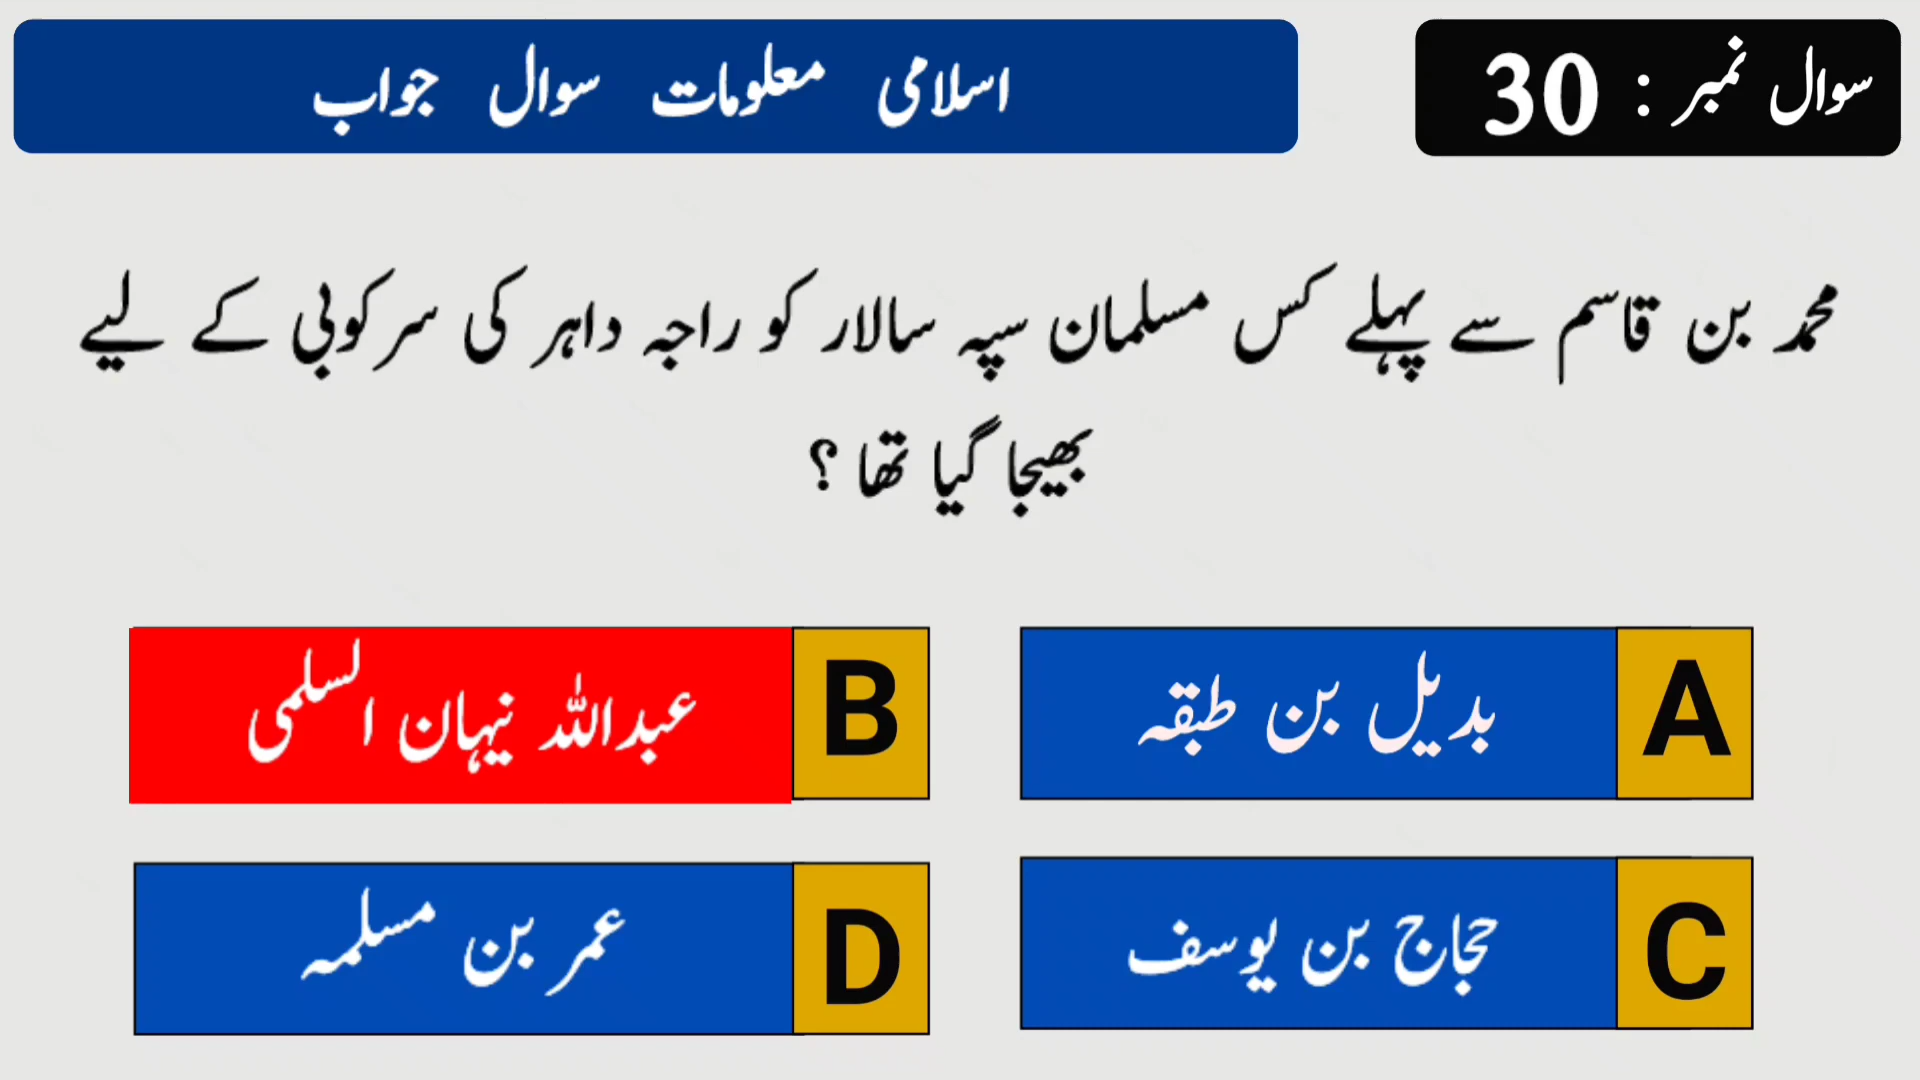 اسلامی معلومات سوال جواب
سوال نمبر : 30
محمد بن قاسم سے پہلے کس مسلمان سپہ سالار کو راجہ داہر کی سرکوبی کے لیے
بھیجا گیا تھا ؟
A بدیل بن طبقہ
B عبداللہ نیہان السلمی
C حجاج بن یوسف
D عمر بن مسلمہ